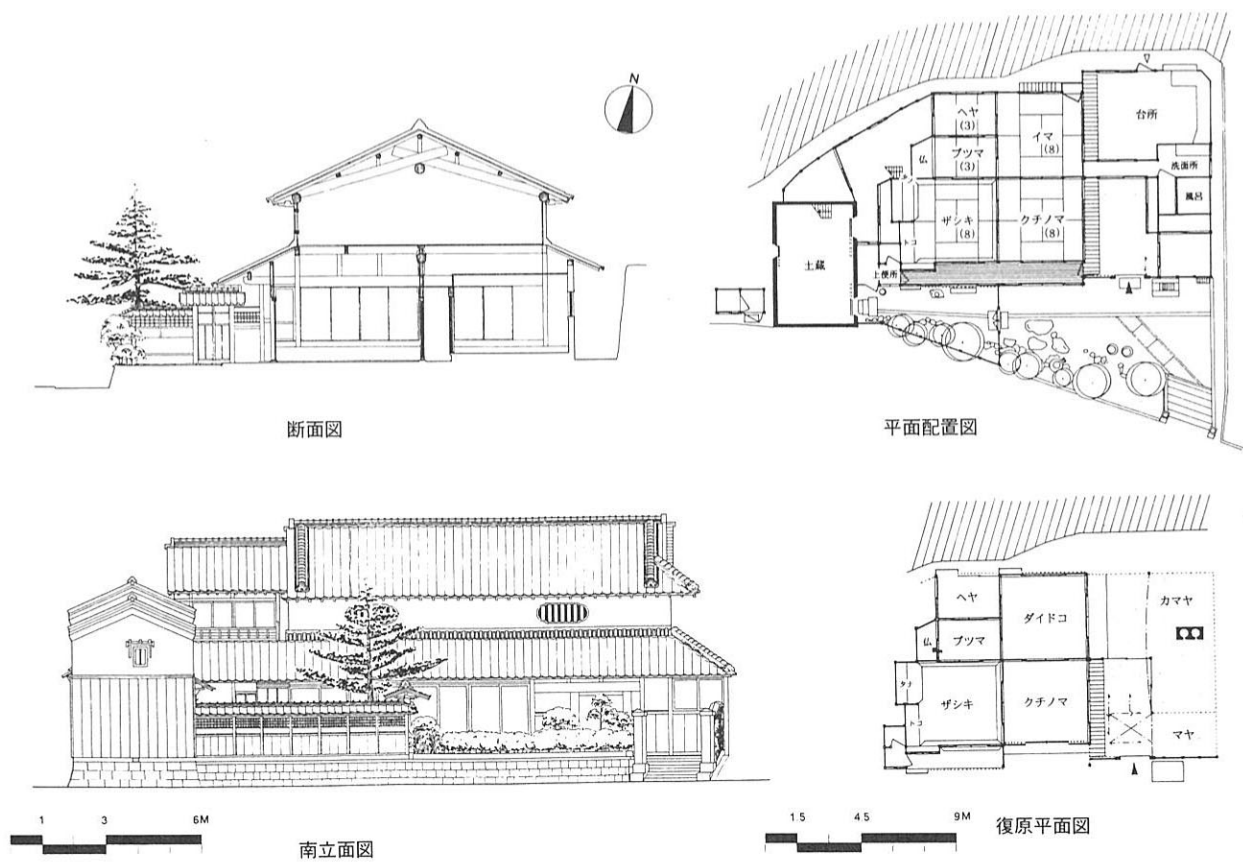 N
断面図
ヘヤ
(3)
イマ
(8)
台所
仏
ブツマ
(3)
洗面所
風呂
タナ
ザシキ
(8)
クチノマ
(8)
トコ
土蔵
上便所
平面配置図
1 3 6M
南立面図
ヘヤ
ダイドコ
カマヤ
仏
ブツマ
タナ
ザシキ
クチノマ
トコ
マヤ
1.5 4.5 9M
復原平面図